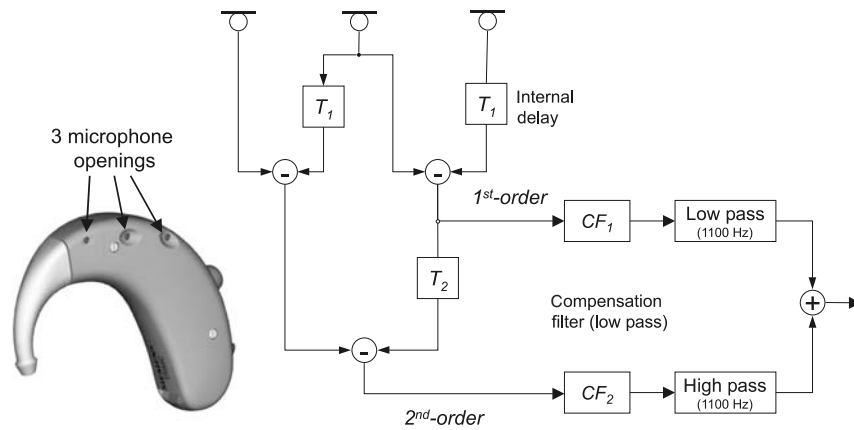 3 microphone
openings
T1
T1
Internal
delay
-
-
1st-order
CF1
Low pass
(1100 Hz)
T2
Compensation
filter (low pass)
+
-
2nd-order
CF2
High pass
(1100 Hz)